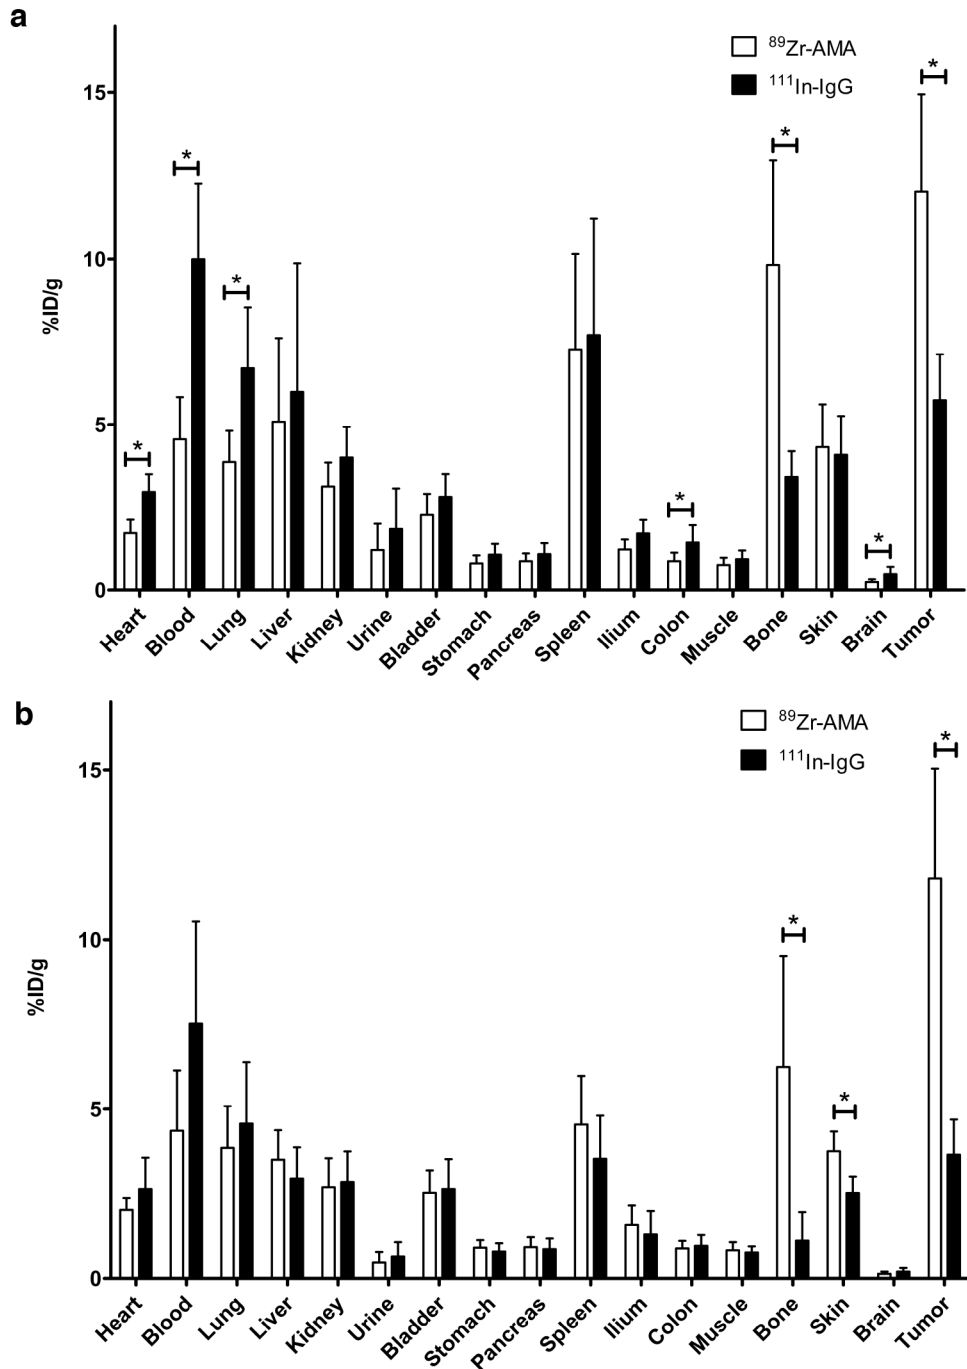 a
⁸⁹Zr-AMA
¹¹¹In-IgG
%ID/g
15
10
5
0
*
*
*
*
*
*
*
Heart
Blood
Lung
Liver
Kidney
Urine
Bladder
Stomach
Pancreas
Spleen
Ilium
Colon
Muscle
Bone
Skin
Brain
Tumor
b
⁸⁹Zr-AMA
¹¹¹In-IgG
%ID/g
15
10
5
0
*
*
*
Heart
Blood
Lung
Liver
Kidney
Urine
Bladder
Stomach
Pancreas
Spleen
Ilium
Colon
Muscle
Bone
Skin
Brain
Tumor